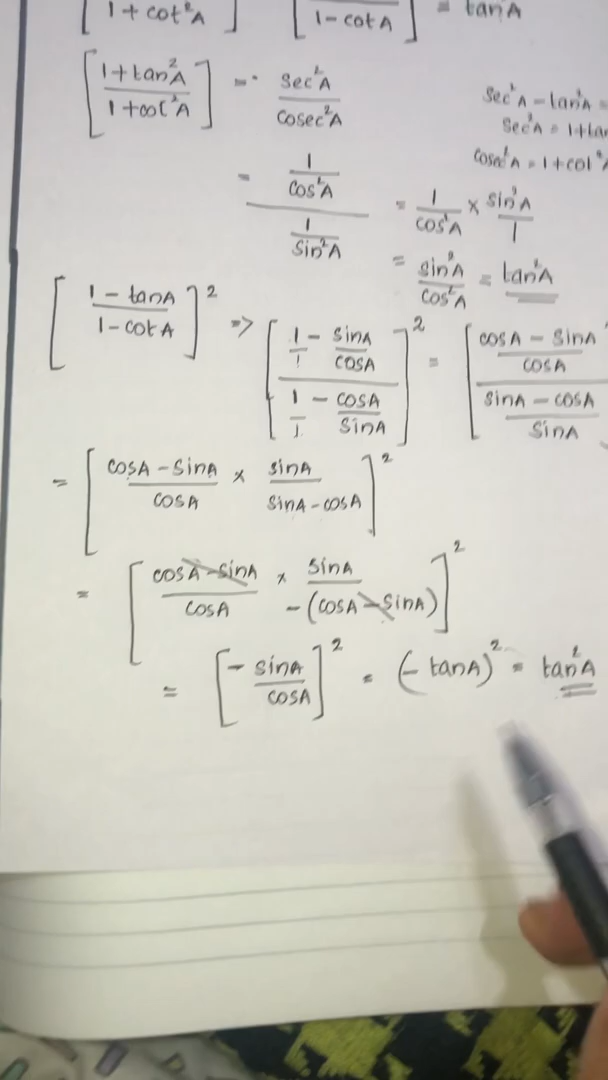 [ 1 + cot²A ] [ 1 - cotA ] = tan²A
[ (1 + tan²A) / (1 + cot²A) ] = sec²A / cosec²A
sec²A - tan²A =
sec²A = 1 + tan
cosec²A = 1 + cot²A
= (1 / cos²A) / (1 / sin²A) = 1 / cos²A × sin²A / 1
= sin²A / cos²A = tan²A
[ (1 - tanA) / (1 - cotA) ]² => [ (1/1 - sinA/cosA) / (1/1 - cosA/sinA) ]² = [ ((cosA - sinA) / cosA) / ((sinA - cosA) / sinA)
= [ (cosA - sinA) / cosA × sinA / (sinA - cosA) ]²
= [ (cosA - sinA) / cosA × sinA / -(cosA - sinA) ]²
= [ - sinA / cosA ]² = (- tanA)² = tan²A